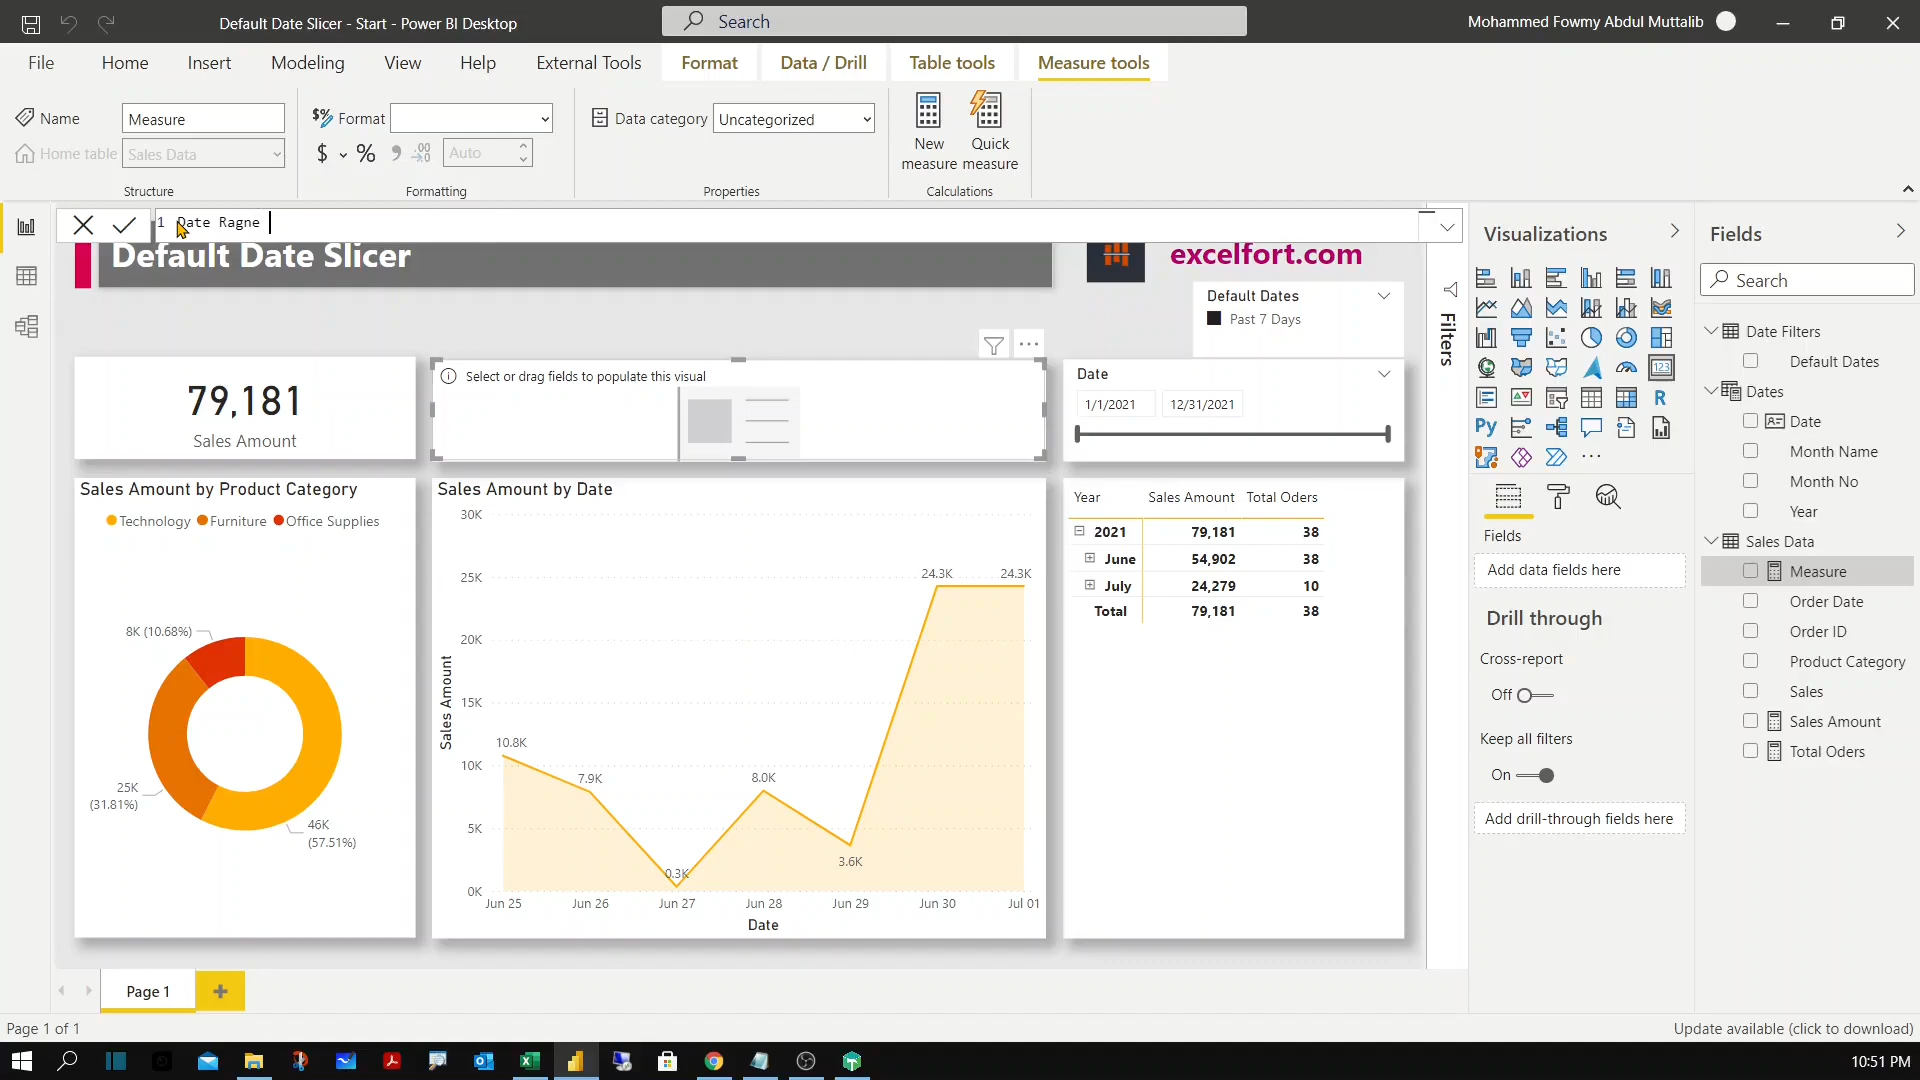 Default Date Slicer - Start - Power BI Desktop
Search
Mohammed Fowmy Abdul Muttalib
File
Home
Insert
Modeling
View
Help
External Tools
Format
Data / Drill
Table tools
Measure tools
Name
Measure
Home table
Sales Data
Structure
$% Format
$ % 9 .00
Auto
Formatting
Data category
Uncategorized
Properties
New measure
Quick measure
Calculations
1 Date Ragne
Default Date Slicer
excelfort.com
Default Dates
Past 7 Days
79,181
Sales Amount
Select or drag fields to populate this visual
Date
1/1/2021
12/31/2021
Sales Amount by Product Category
Technology Furniture Office Supplies
8K (10.68%)
25K
(31.81%)
46K
(57.51%)
Sales Amount by Date
30K
25K
20K
15K
10K
5K
0K
Sales Amount
10.8K
7.9K
0.3K
8.0K
3.6K
24.3K
24.3K
Jun 25 Jun 26 Jun 27 Jun 28 Jun 29 Jun 30 Jul 01
Date
Year Sales Amount Total Oders
2021 79,181 38
June 54,902 38
July 24,279 10
Total 79,181 38
Filters
Visualizations
123
R
Py
Fields
Add data fields here
Drill through
Cross-report
Off
Keep all filters
On
Add drill-through fields here
Fields
Search
Date Filters
Default Dates
Dates
Date
Month Name
Month No
Year
Sales Data
Measure
Order Date
Order ID
Product Category
Sales
Sales Amount
Total Oders
Page 1
Page 1 of 1
Update available (click to download)
10:51 PM